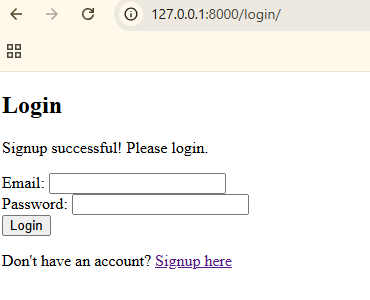 127.0.0.1:8000/login/
Login
Signup successful! Please login.
Email:
Password:
Login
Don't have an account? Signup here